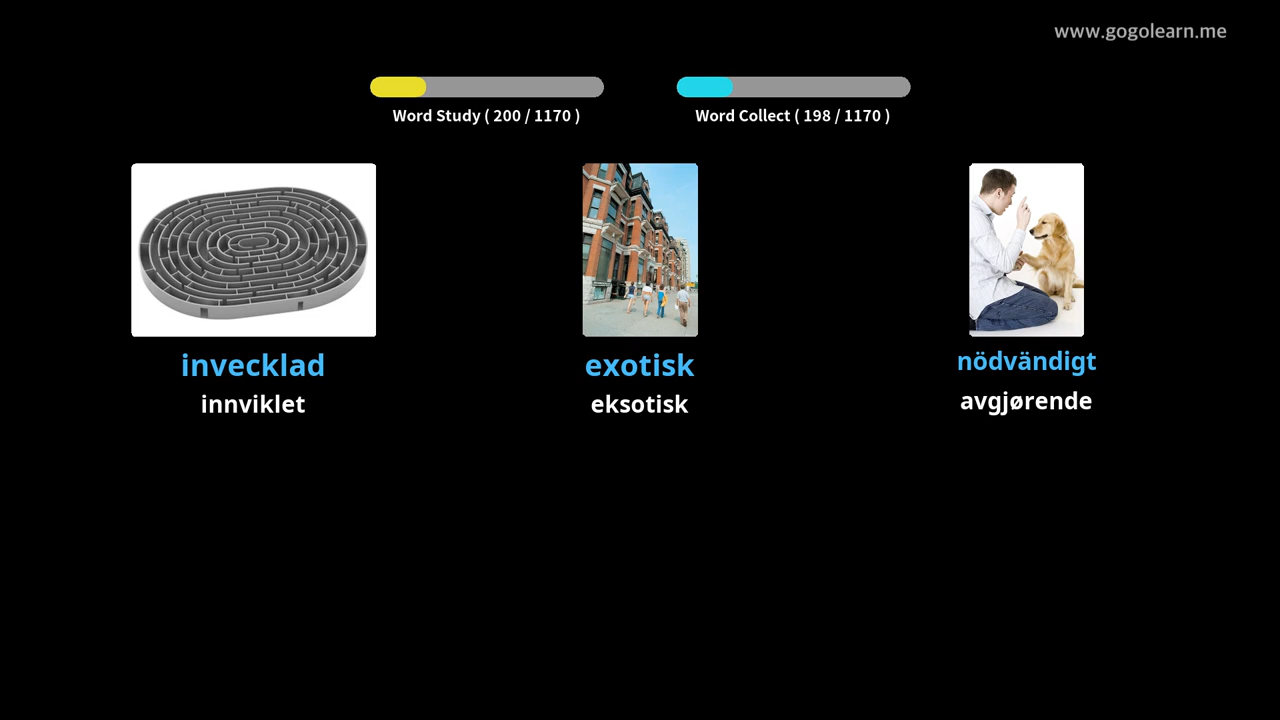 www.gogolearn.me
Word Study ( 200 / 1170 )
Word Collect ( 198 / 1170 )
invecklad
innviklet
exotisk
eksotisk
nödvändigt
avgjørende